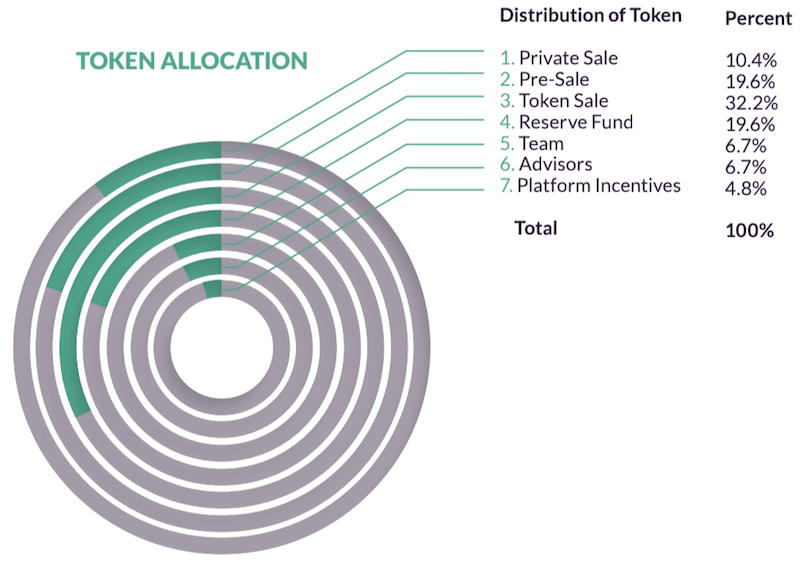 Distribution of Token Percent
TOKEN ALLOCATION
1. Private Sale 10.4%
2. Pre-Sale 19.6%
3. Token Sale 32.2%
4. Reserve Fund 19.6%
5. Team 6.7%
6. Advisors 6.7%
7. Platform Incentives 4.8%
Total 100%